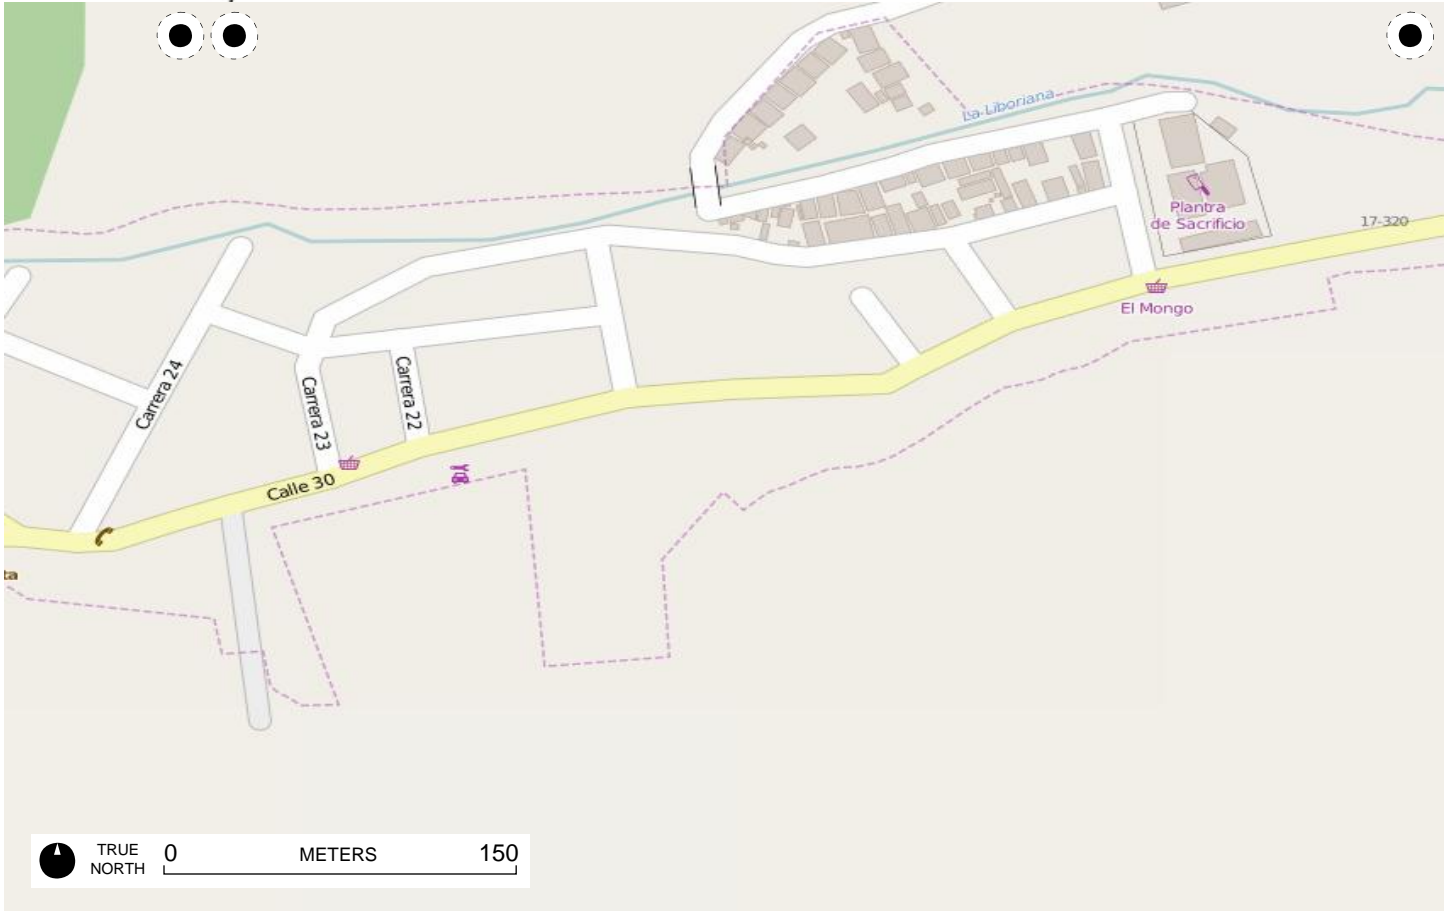 La Liboriana
Plantra
de Sacrificio
17-320
El Mongo
Carrera 24
Carrera 23
Carrera 22
Calle 30
ta
TRUE
NORTH
0
METERS
150